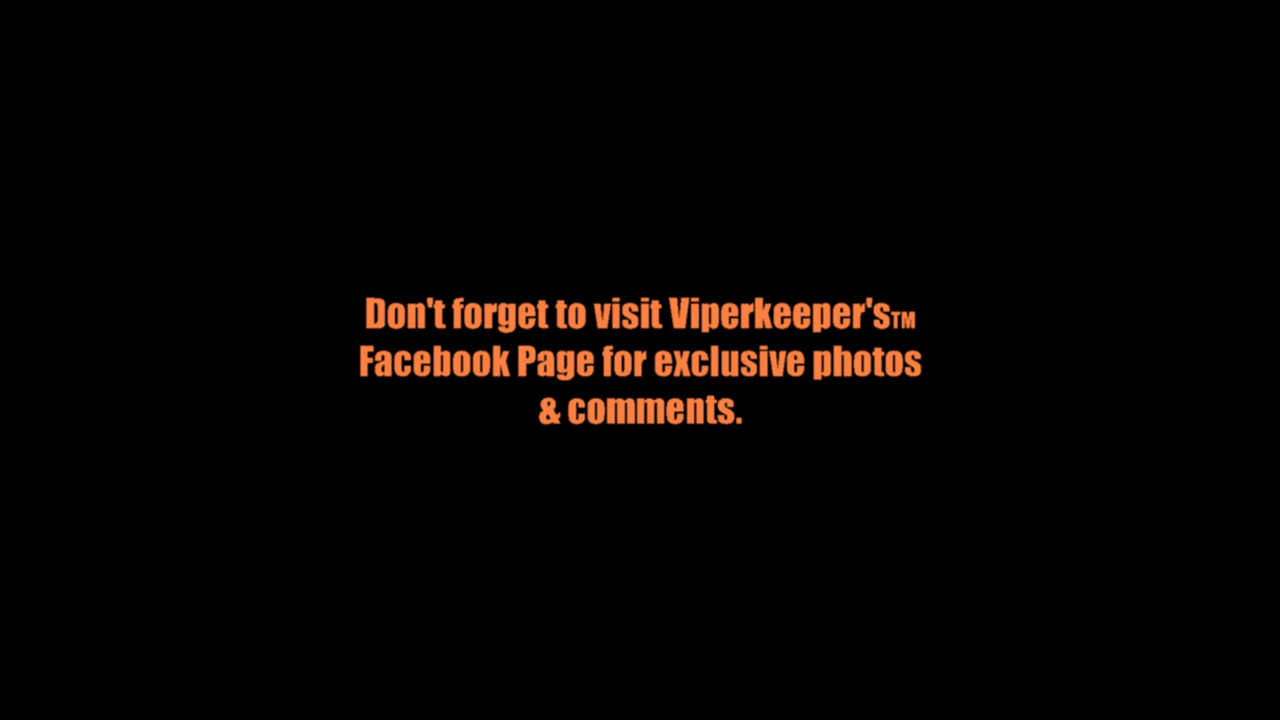 Don't forget to visit Viperkeeper's™
Facebook Page for exclusive photos
& comments.